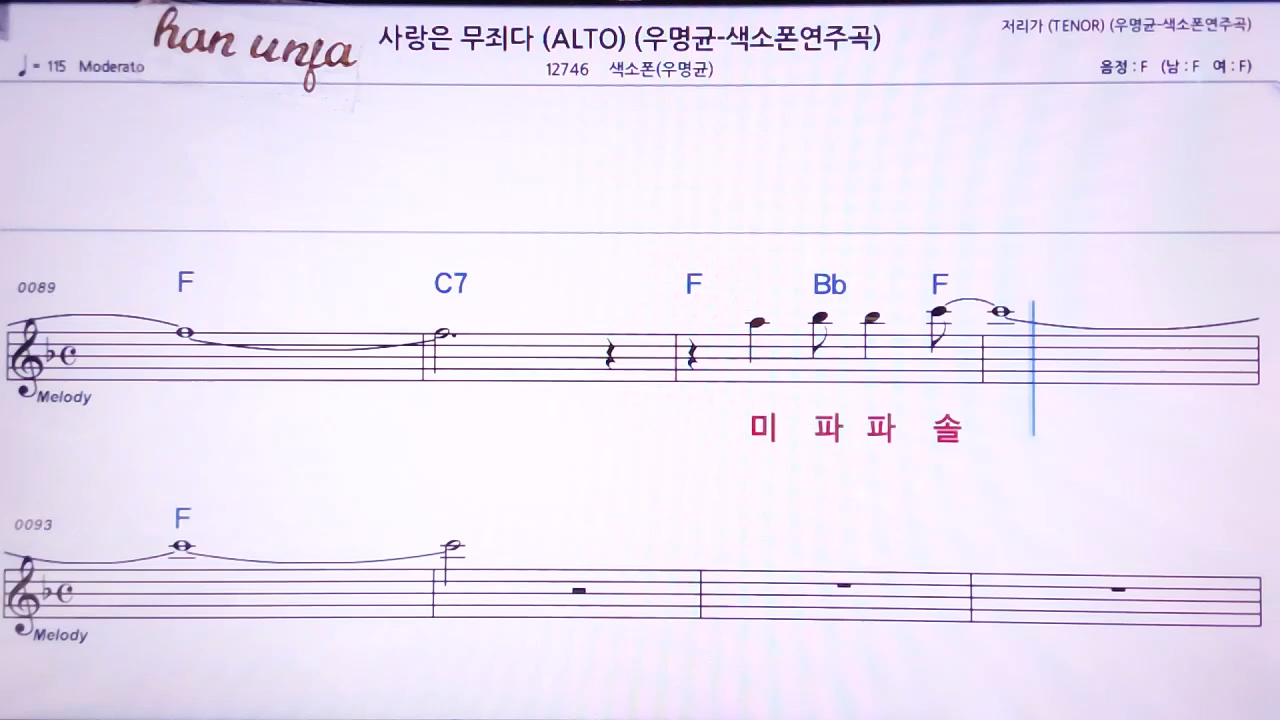 han unja
사랑은 무죄다 (ALTO) (우명균-색소폰연주곡)
저리가 (TENOR) (우명균-색소폰연주곡)
♩= 115 Moderato
12746 색소폰(우명균)
음정 : F (남 : F 여 : F)
0089 F C7 F Bb F
Melody
미 파 파 솔
0093 F
Melody